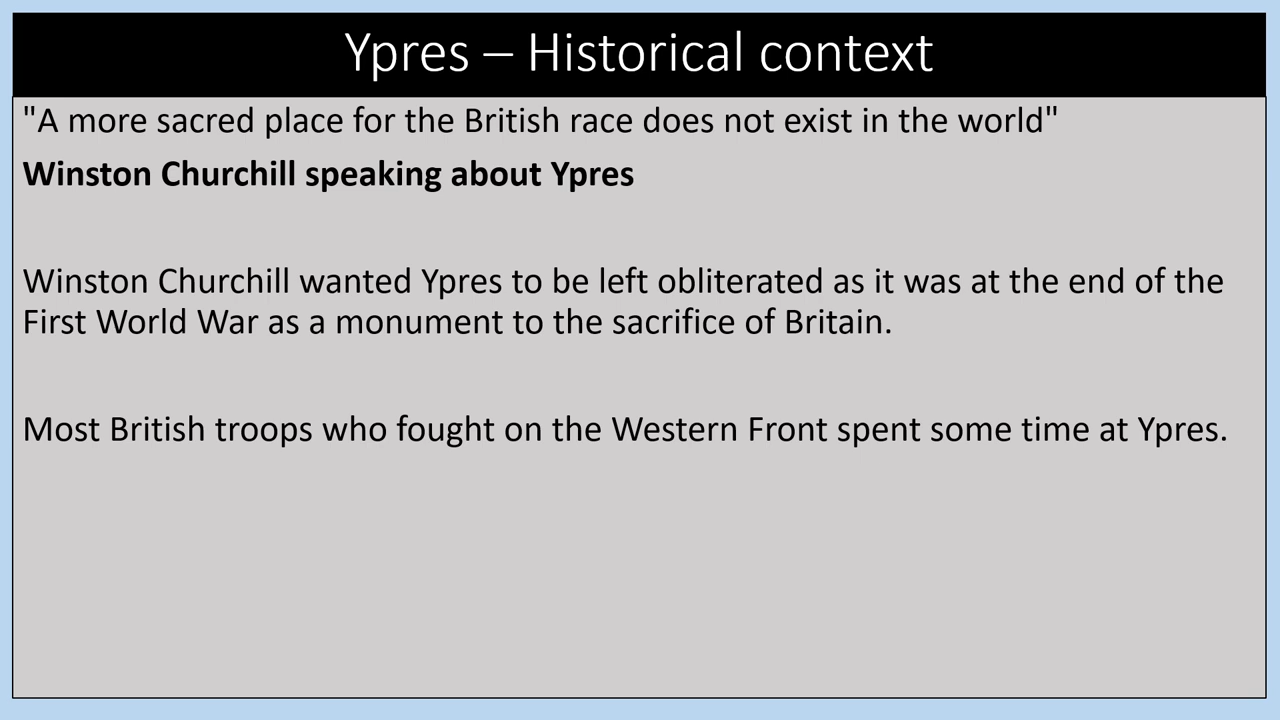 Ypres – Historical context
"A more sacred place for the British race does not exist in the world"
Winston Churchill speaking about Ypres
Winston Churchill wanted Ypres to be left obliterated as it was at the end of the
First World War as a monument to the sacrifice of Britain.
Most British troops who fought on the Western Front spent some time at Ypres.